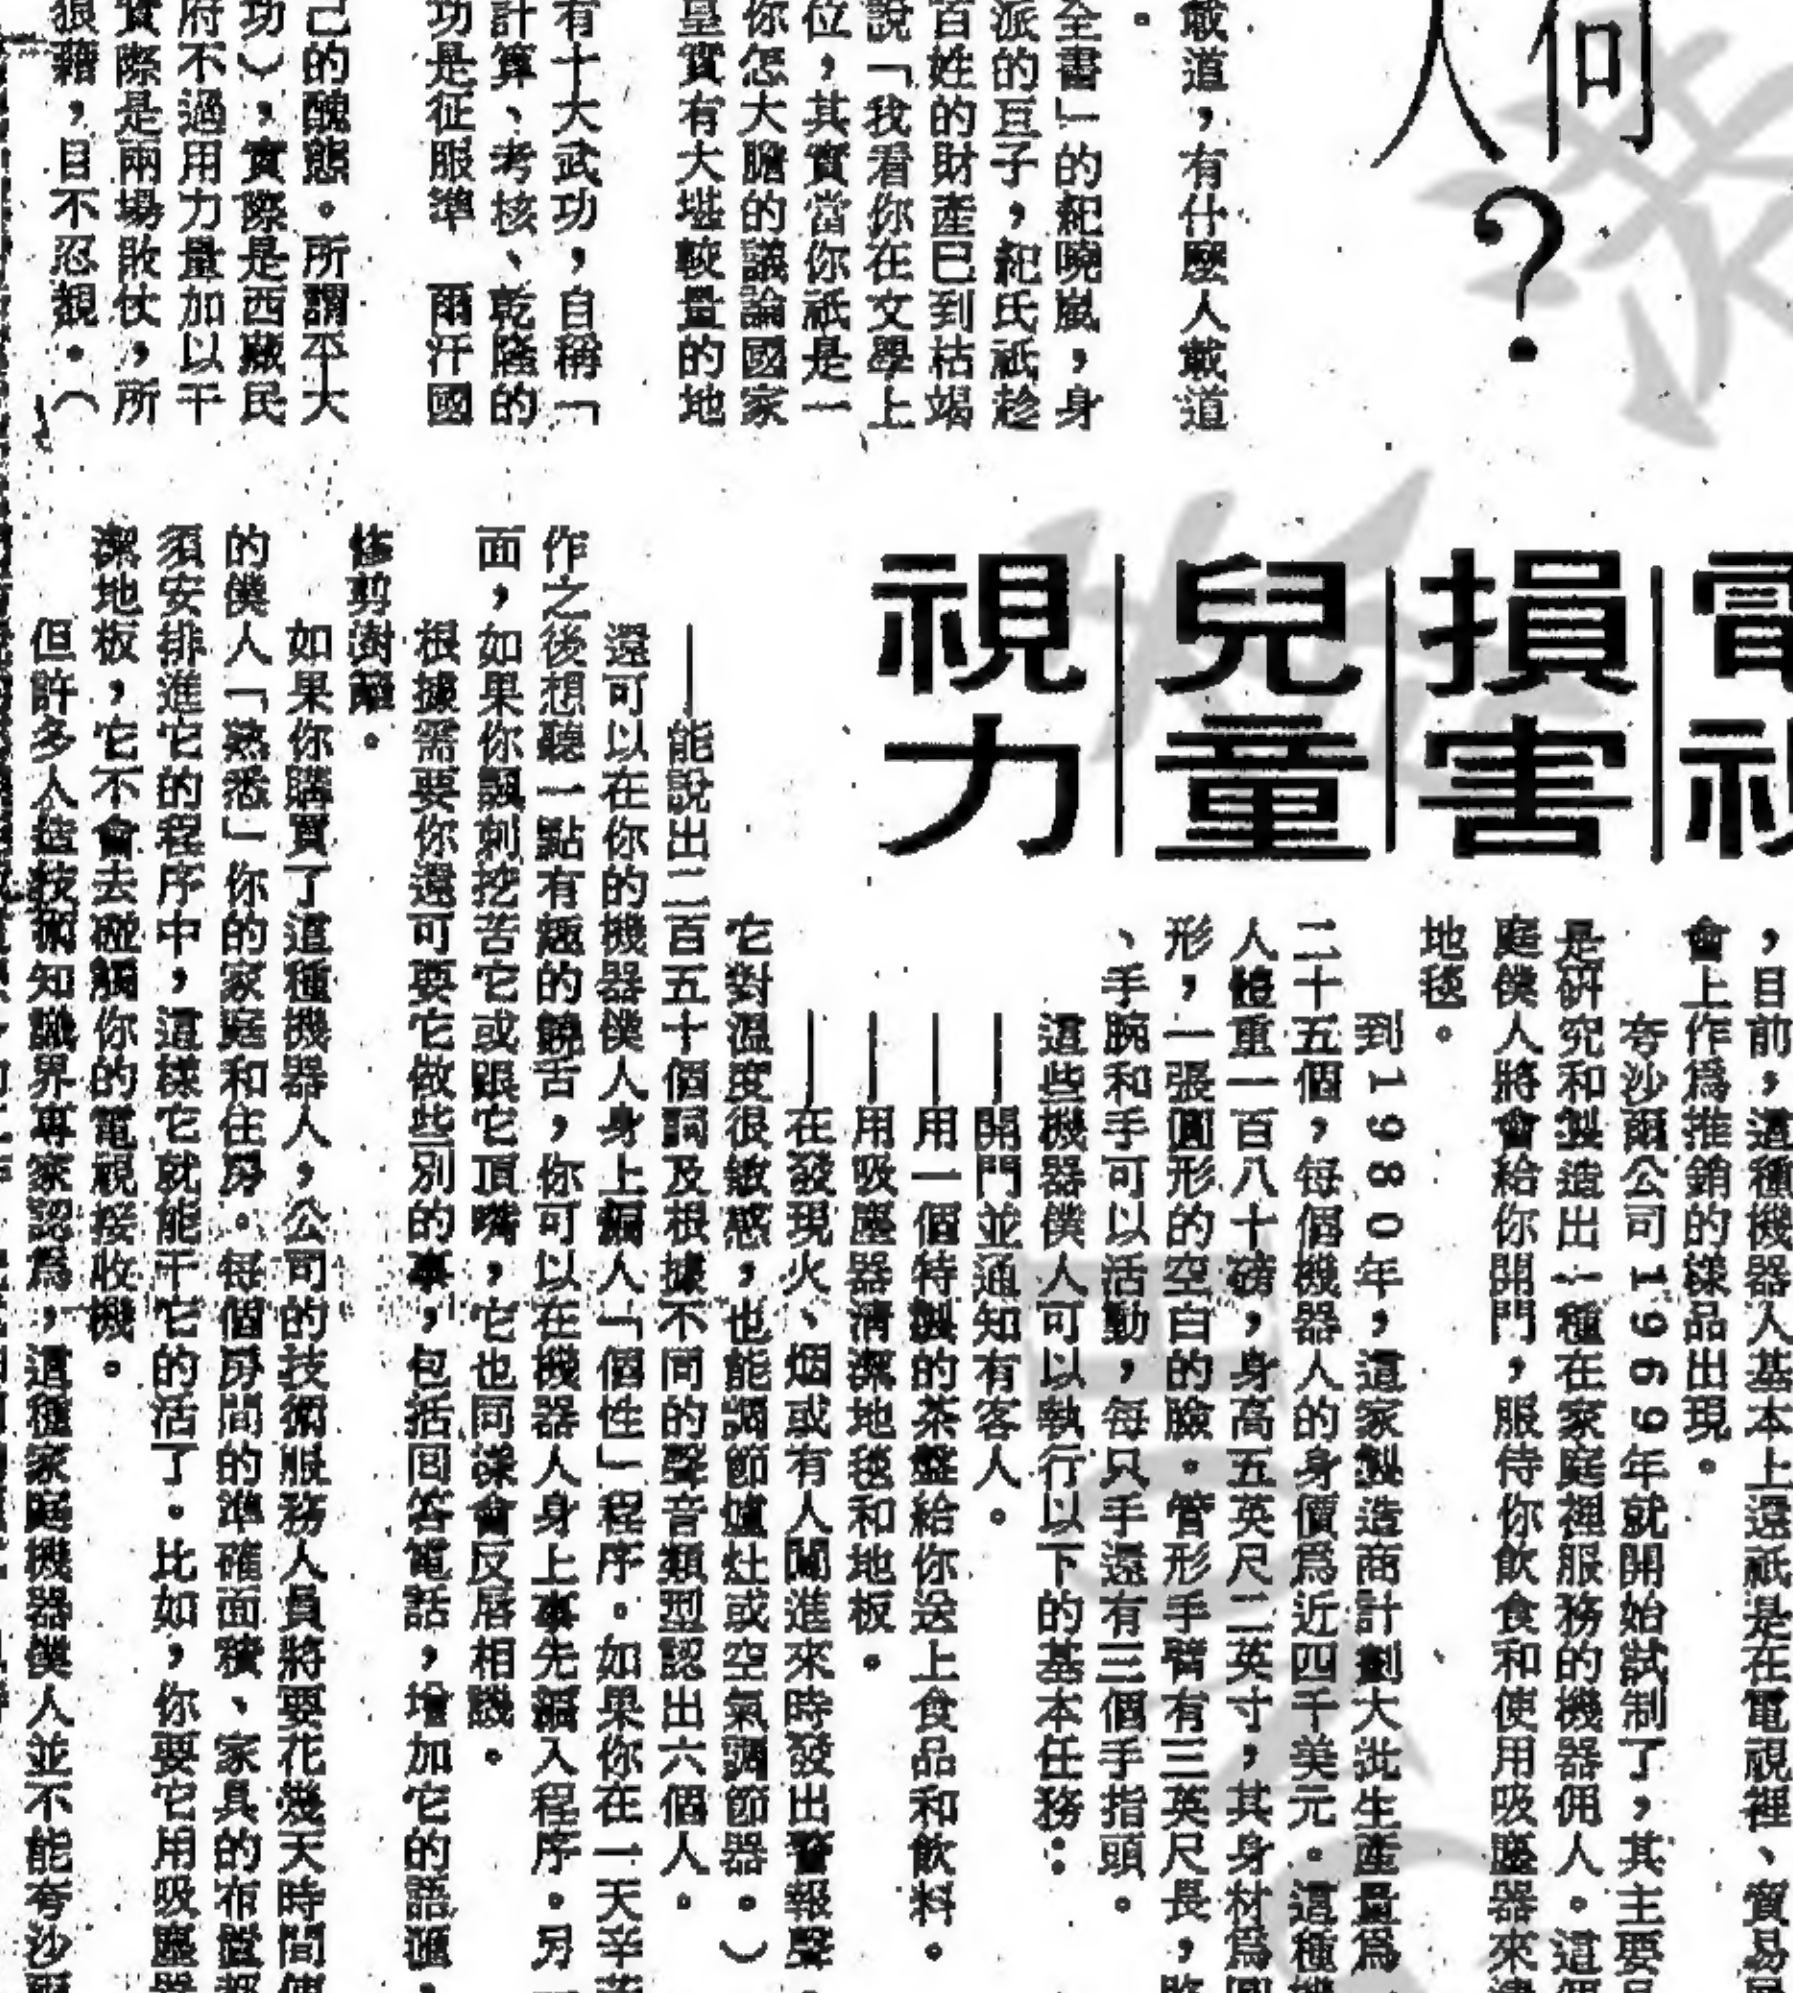 何人？
載道，有什麼人載道
。
全書」的紀曉嵐，身
派的亘子，紀氏祇趁
百姓的財產已到枯竭
說「我看你在文學上
位，其實當你祇是一
你怎大膽的議論國家
皇實有大堪較量的地
有十大武功，自稱「
計算、考核、乾隆的
功是征服準　爾汗國
己的醜態。所謂不大
功），實際是西藏民
府不過用力量加以干
實際是兩場敗仗，所
狼藉，目不忍覩。（
電視
損害
兒童
視力
，目前，這種機器人基本上還祇是在電視裡、貿易展
會上作為推銷的樣品出現。
夸沙爾公司1969年就開始試制了，其主要
是研究和製造出一種在家庭裡服務的機器佣人。這
庭僕人將會給你開門，服侍你飲食和使用吸塵器來
地毯。
到1980年，這家製造商計劃大批生產量為
二十五個，每個機器人的身價為近四千美元。這種機
人體重一百八十磅，身高五英尺二英寸，其身材為圓
形，一張圓形的空白的臉。管形手臂有三英尺長，
、手腕和手可以活動，每只手還有三個手指頭。
這些機器僕人可以執行以下的基本任務：
——開門並通知有客人。
——用一個特製的茶盤給你送上食品和飲料。
——用吸塵器清潔地毯和地板。
——在發現火、烟或有人闖進來時發出警報聲。
它對溫度很敏感，也能調節爐灶或空氣調節器。）
——能說出二百五十個詞及根據不同的聲音類型認出六個人。
還可以在你的機器僕人身上編入「個性」程序。如果你在一天辛
作之後想聽一點有趣的饒舌，你可以在機器人身上事先編入程序。另
面，如果你諷刺挖苦它或跟它頂嘴，它也同樣會反唇相譏。
根據需要你還可要它做些別的事，包括回答電話，增加它的語滙，
修剪樹籬。
如果你購買了這種機器人，公司的技術服務人員將要花幾天時間使
的僕人「熟悉」你的家庭和住房。每個房間的準確面積、家具的布置都
須安排進它的程序中，這樣它就能干它的活了。比如，你要它用吸塵器
潔地板，它不會去碰觸你的電視接收機。
但許多人造技術知識界專家認為，這種家庭機器僕人並不能夸沙爾